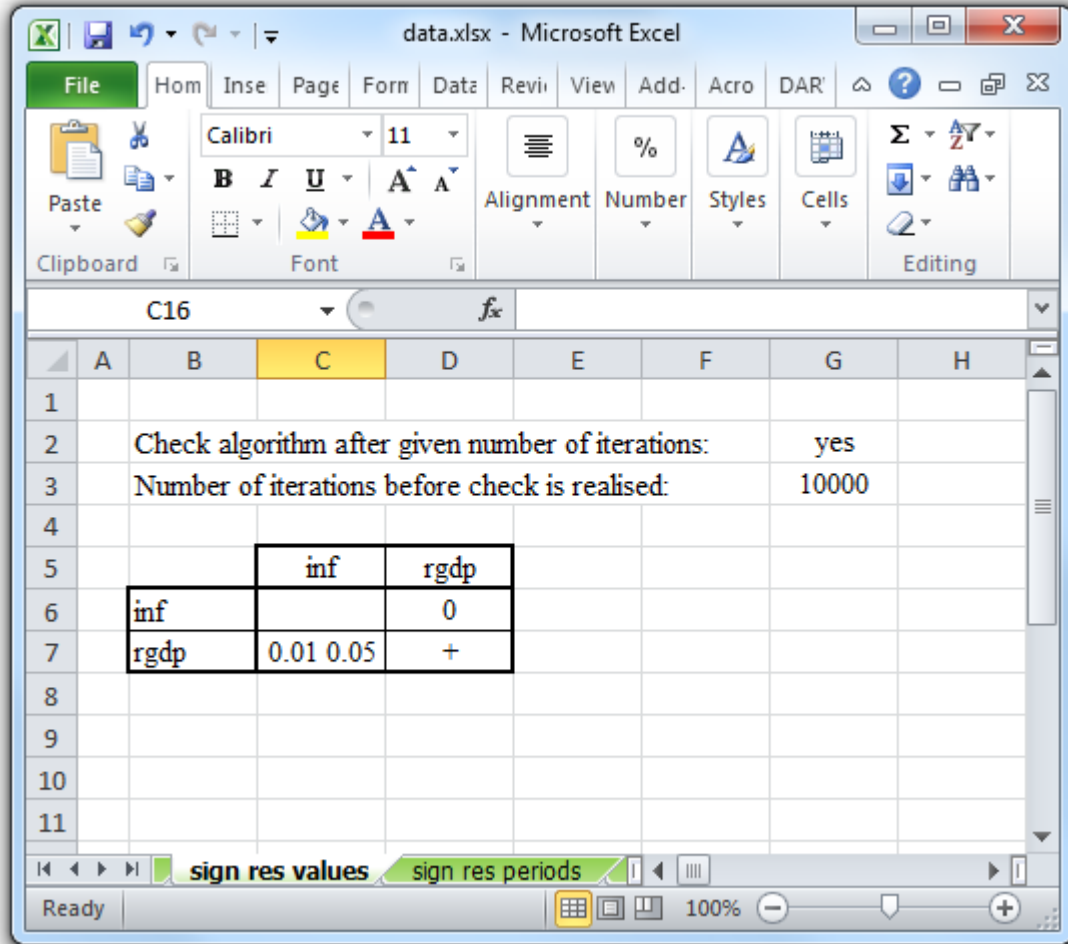 data.xlsx - Microsoft Excel
File Hom Inse Page Form Data Revi View Add- Acro DAR
Calibri 11
B I U A A
% A Σ A Z
Paste Alignment Number Styles Cells
Clipboard Font Editing
C16 fx
A B C D E F G H
1
2 Check algorithm after given number of iterations: yes
3 Number of iterations before check is realised: 10000
4
5 inf rgdp
6 inf 0
7 rgdp 0.01 0.05 +
8
9
10
11
sign res values sign res periods
Ready 100%